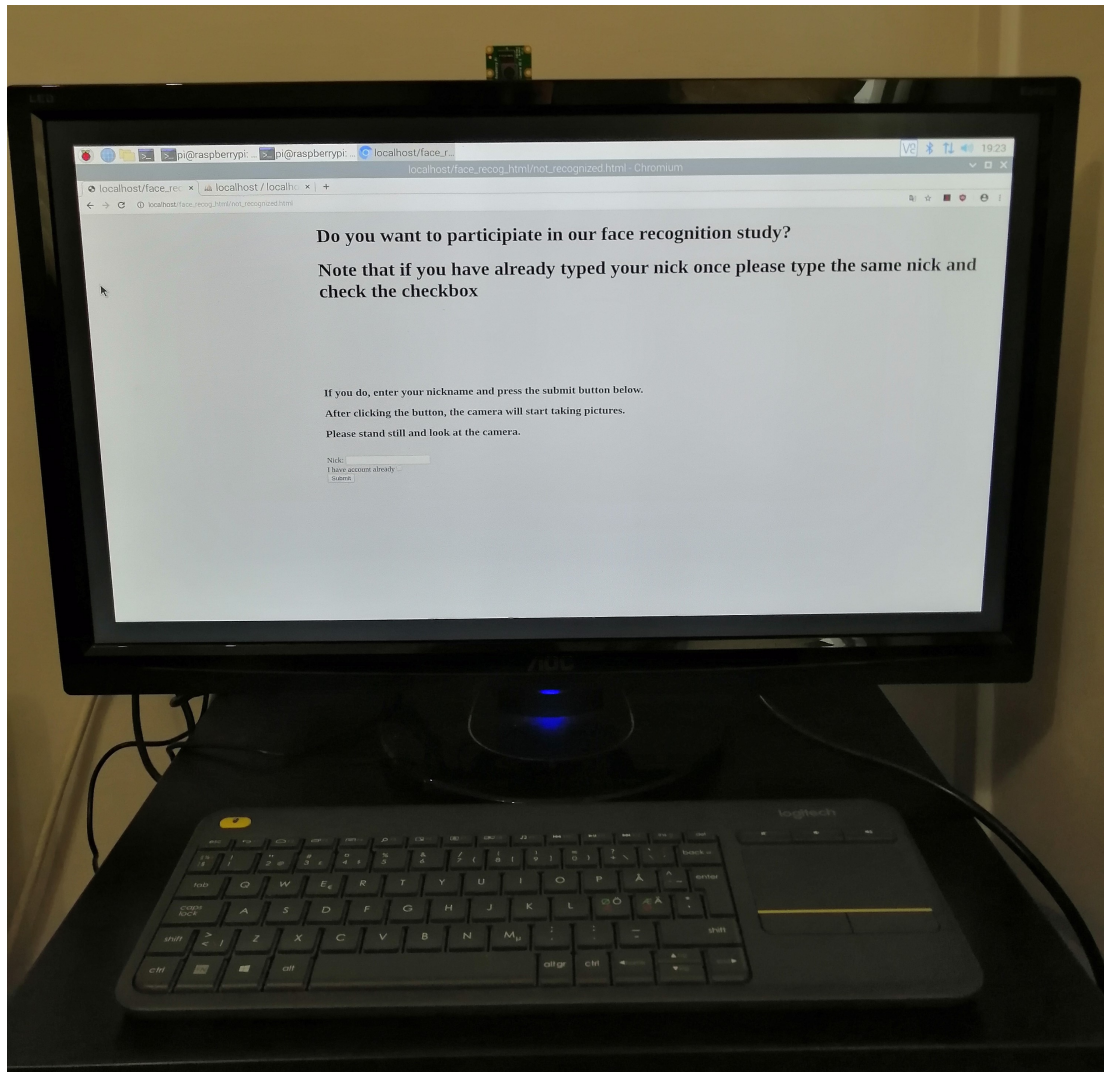 LED
pi@raspberrypi: ... pi@raspberrypi: ... localhost/face_r... 19:23
localhost/face_recog_html/not_recognized.html - Chromium
localhost/face_rec × localhost / localho × +
localhost/face_recog_html/not_recognized.html
Do you want to participiate in our face recognition study?
Note that if you have already typed your nick once please type the same nick and
check the checkbox
If you do, enter your nickname and press the submit button below.
After clicking the button, the camera will start taking pictures.
Please stand still and look at the camera.
Nick:
I have account already
Submit
AOC
logitech
back
tab Q W E € R T Y U I O P Å enter
caps lock A S D F G H J K L Ø Ö Æ Ä
shift > < | Z X C V B N M µ shift
ctrl alt alt gr ctrl